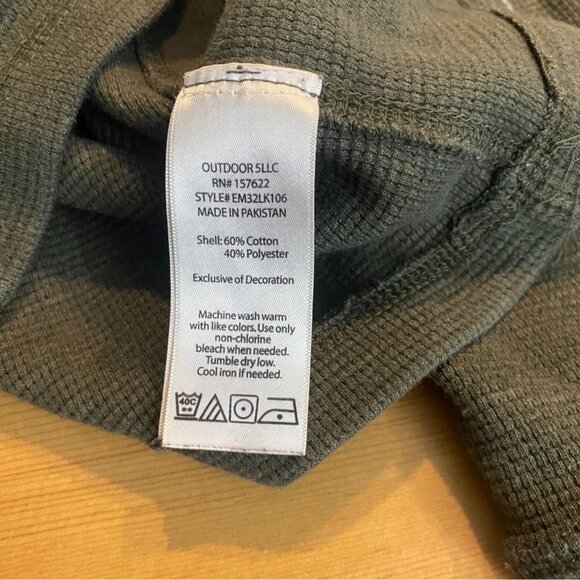 OUTDOOR 5LLC
RN# 157622
STYLE# EM32LK106
MADE IN PAKISTAN
Shell: 60% Cotton
40% Polyester
Exclusive of Decoration
Machine wash warm
with like colors. Use only
non-chlorine
bleach when needed.
Tumble dry low.
Cool iron if needed.
40C